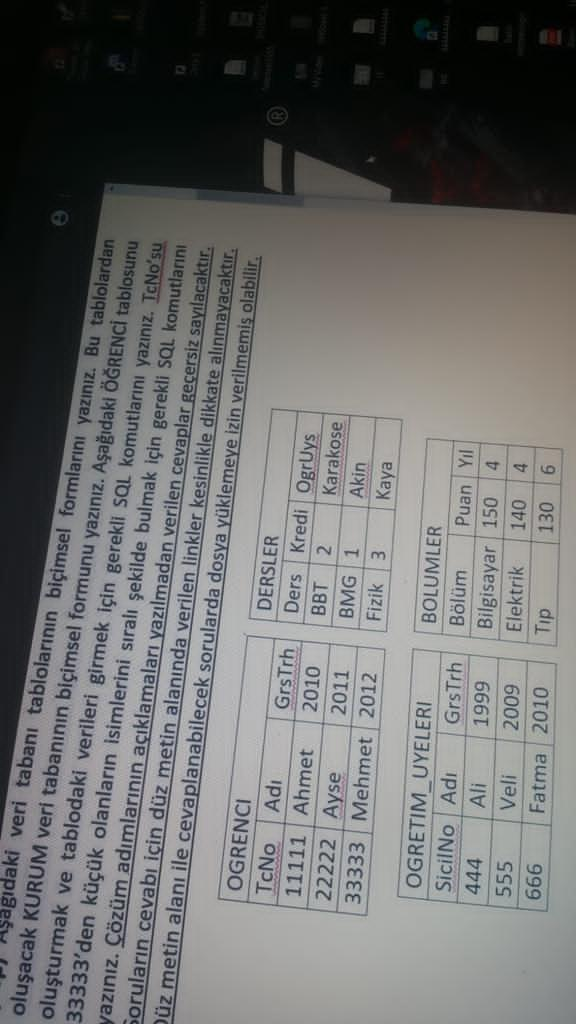 Aşağıdaki veri tabanı tablolarının biçimsel formlarını yazınız. Bu tablolardan
oluşacak KURUM veri tabanının biçimsel formunu yazınız. Aşağıdaki ÖĞRENCİ tablosunu
oluşturmak ve tablodaki verileri girmek için gerekli SQL komutlarını yazınız. TcNo'su
33333'den küçük olanların isimlerini sıralı şekilde bulmak için gerekli SQL komutlarını
yazınız. Çözüm adımlarının açıklamaları yazılmadan verilen cevaplar geçersiz sayılacaktır.
Soruların cevabı için düz metin alanında verilen linkler kesinlikle dikkate alınmayacaktır.
Düz metin alanı ile cevaplanabilecek sorularda dosya yüklemeye izin verilmemiş olabilir.
OGRENCI
TcNo Adı GrsTrh
11111 Ahmet 2010
22222 Ayse 2011
33333 Mehmet 2012
DERSLER
Ders Kredi OgrUys
BBT 2 Karakose
BMG 1 Akin
Fizik 3 Kaya
OGRETIM_UYELERI
SicilNo Adı GrsTrh
444 Ali 1999
555 Veli 2009
666 Fatma 2010
BOLUMLER
Bölüm Puan Yıl
Bilgisayar 150 4
Elektrik 140 4
Tıp 130 6
®